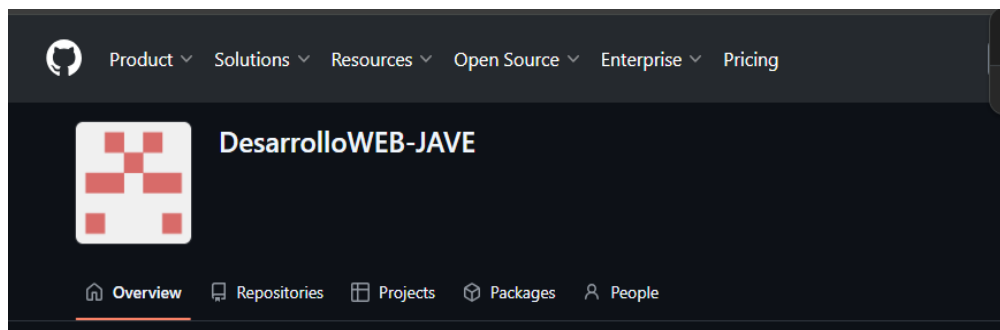 Product Solutions Resources Open Source Enterprise Pricing
DesarrolloWEB-JAVE
Overview Repositories Projects Packages People